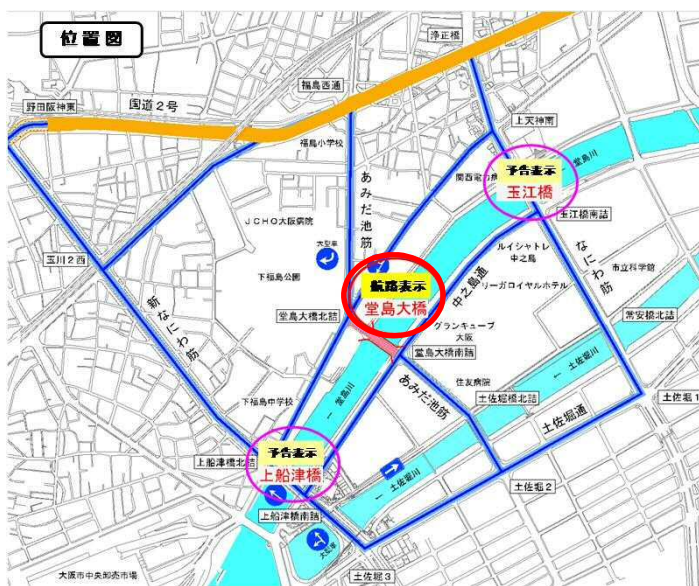 位置図
浄正橋
福島西通
野田阪神東
国道2号
上天神南
福島小学校
関西電力病
堂島川
予告表示
玉江橋
玉江橋南詰
あみだ池筋
JCHO大阪病院
大型車
ルイシャトレ
中之島
なにわ筋
市立科学館
玉川2西
下福島公園
中之島通
リーガロイヤルホテル
新なにわ筋
航路表示
堂島大橋
堂島大橋北詰
グランキューブ
大阪
常安橋北詰
堂島大橋南詰
土佐堀川
住友病院
あみだ池筋
土佐堀橋北詰
下福島中学校
堂島川
土佐堀1
土佐堀通
予告表示
上船津橋
上船津橋北詰
土佐堀川
土佐堀2
上船津橋南詰
大型車
大阪市中央卸売市場
土佐堀3